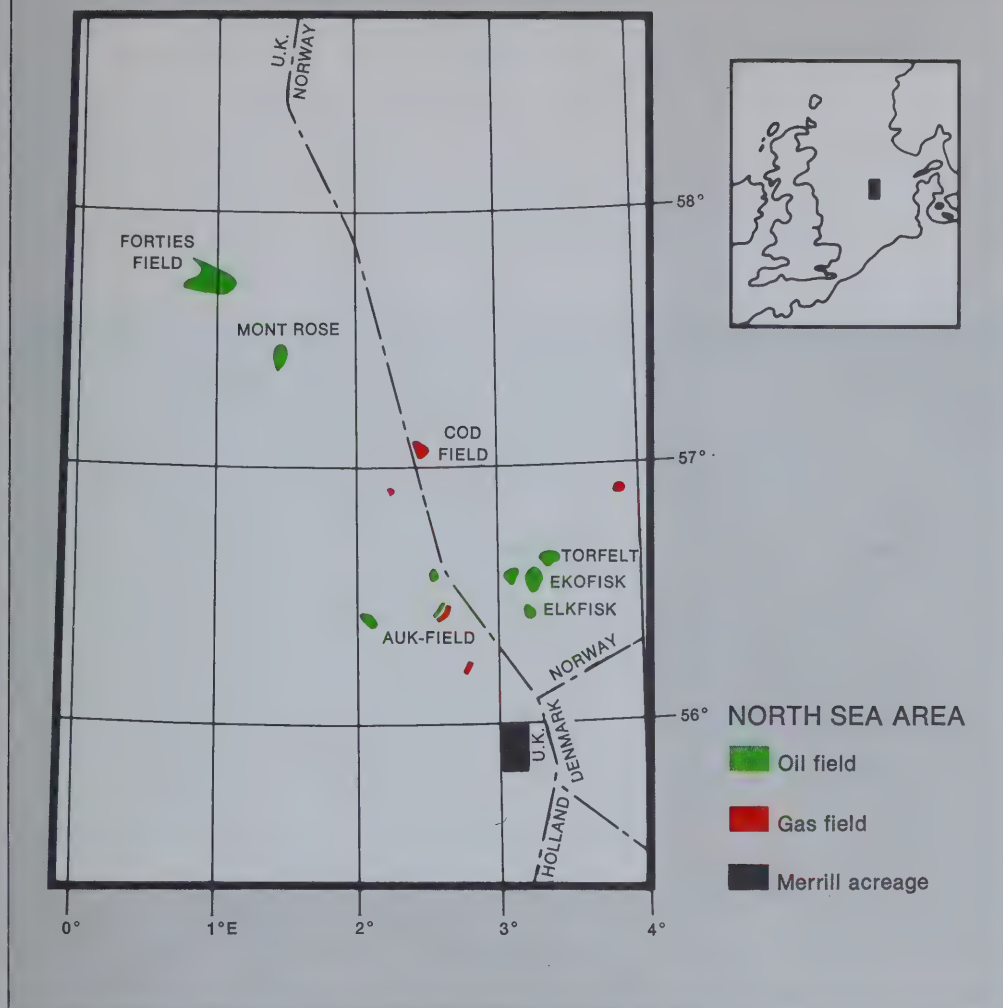 U.K.
NORWAY
58°
FORTIES
FIELD
MONT ROSE
COD
FIELD
57°
TORFELT
EKOFISK
ELKFISK
AUK-FIELD
NORWAY
56°
U.K.
DENMARK
HOLLAND
0°
1°E
2°
3°
4°
NORTH SEA AREA
Oil field
Gas field
Merrill acreage